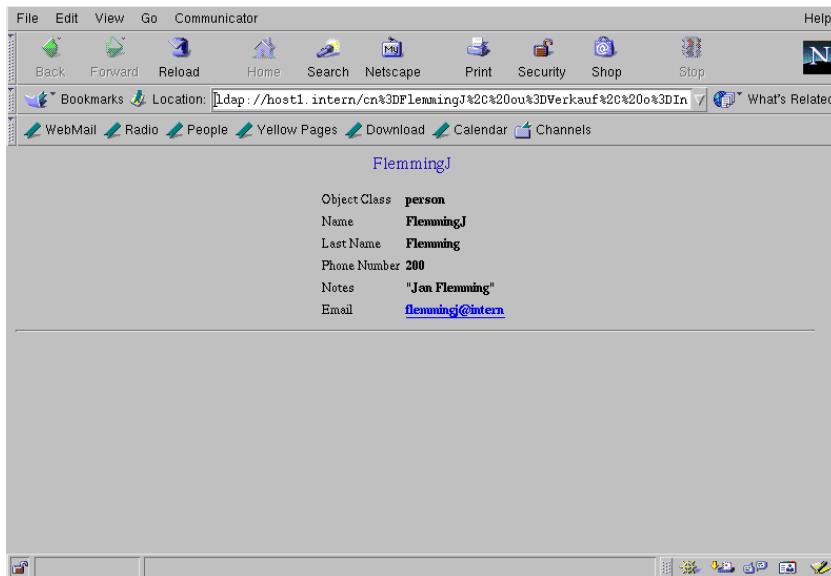 File Edit View Go Communicator Help
Back Forward Reload Home Search Netscape Print Security Shop Stop
My
N
Bookmarks Location: ldap://host1.intern/cn%3DFlemmingJ%2C%20ou%3DVerkauf%2C%20o%3DIn What's Related
WebMail Radio People Yellow Pages Download Calendar Channels
FlemmingJ
Object Class person
Name FlemmingJ
Last Name Flemming
Phone Number 200
Notes "Jan Flemming"
Email flemmingj@intern